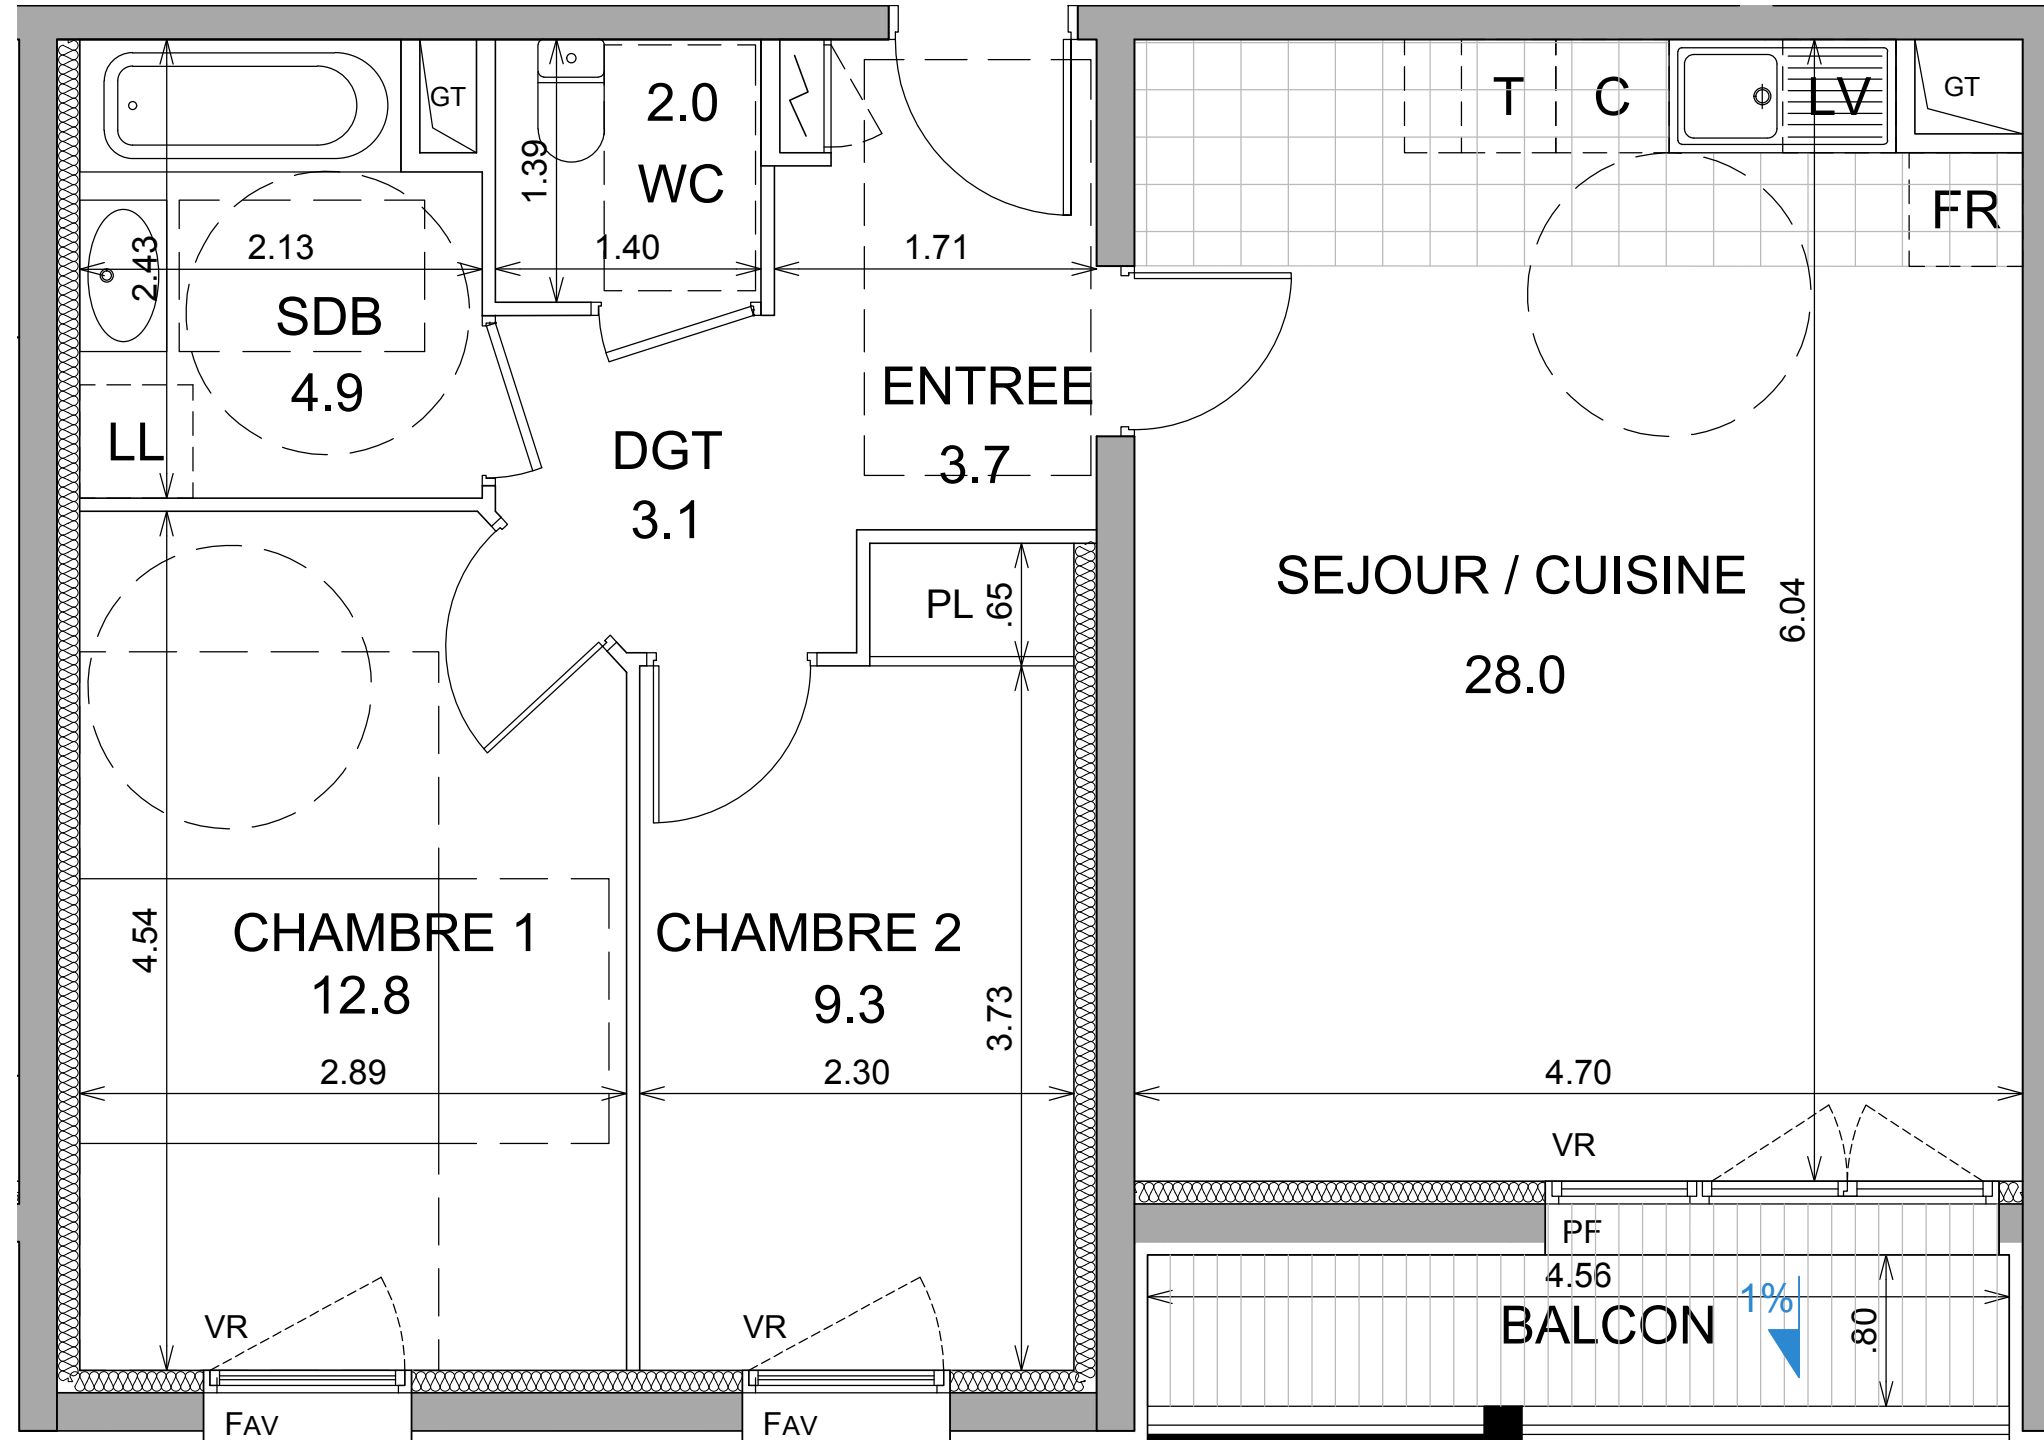 GT
2.0
WC
1.39
T
C
LV
GT
FR
2.43
2.13
1.40
1.71
SDB
4.9
LL
ENTREE
3.7
DGT
3.1
PL
.65
SEJOUR / CUISINE
28.0
6.04
4.54
CHAMBRE 1
12.8
2.89
CHAMBRE 2
9.3
2.30
3.73
4.70
VR
PF
4.56
BALCON
1%
.80
VR
VR
FAV
FAV